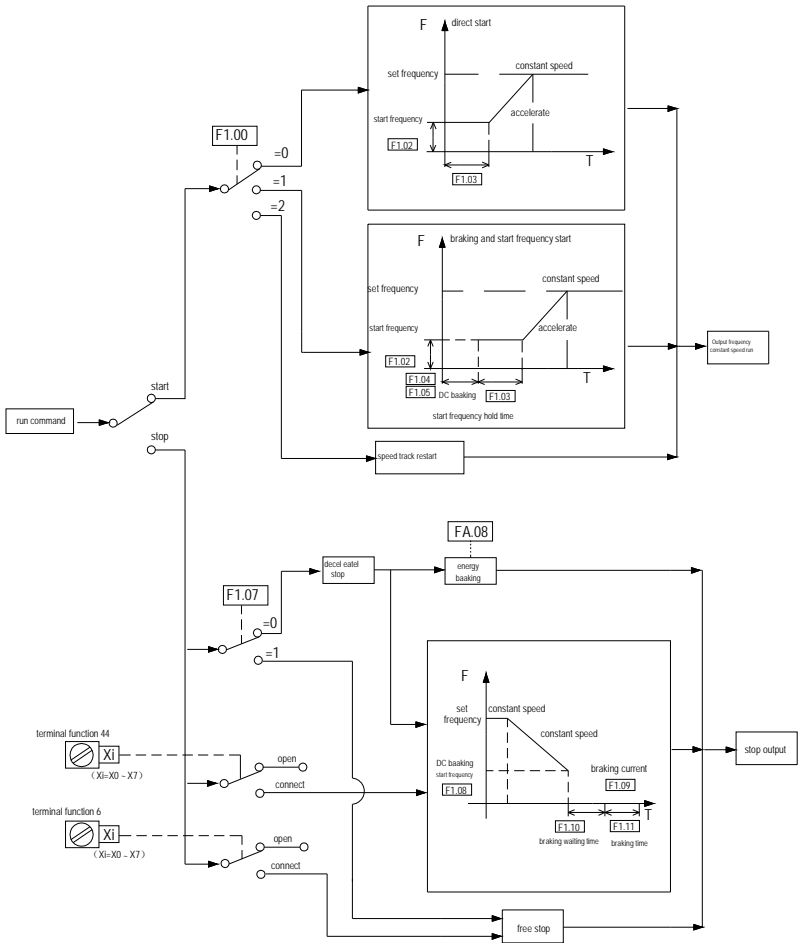 F
direct start
set frequency
constant speed
start frequency
accelerate
F1.02
T
F1.03
F1.00
=0
=1
=2
F
braking and start frequency start
constant speed
set frequency
start frequency
accelerate
F1.02
T
F1.04
F1.05
DC baaking
F1.03
start frequency hold time
Output frequency
constant speed run
start
run command
stop
speed track restart
FA.08
decel eatel
stop
energy
baaking
F1.07
=0
=1
F
set
frequency
constant speed
constant speed
DC baaking
start frequency
F1.08
braking current
F1.09
T
F1.10
F1.11
braking waiting time
braking time
stop output
terminal function 44
Xi
(Xi=X0 ~ X7)
open
connect
terminal function 6
Xi
(Xi=X0 ~ X7)
open
connect
free stop